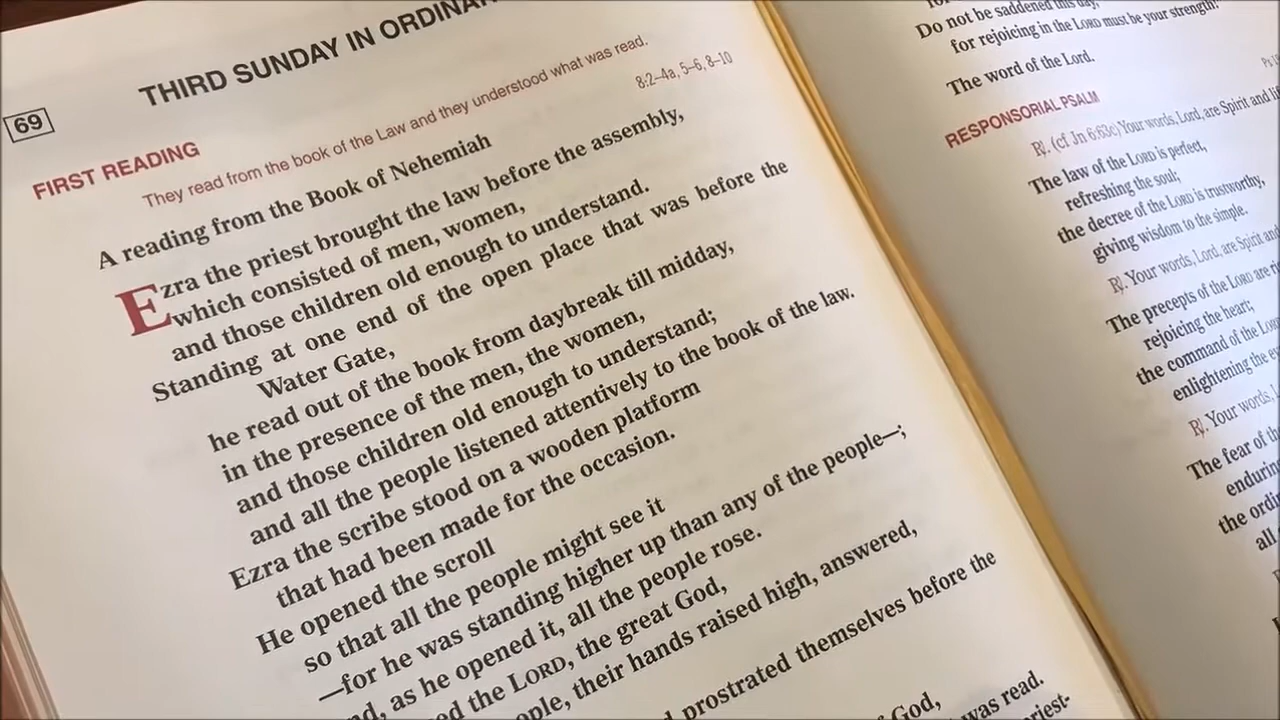 THIRD SUNDAY IN
69
FIRST READING
They read from the book of the Law and they understood what was read.
8:2–4a, 5–6, 8–10
A reading from the Book of Nehemiah
Ezra the priest brought the law before the assembly,
which consisted of men, women,
and those children old enough to understand.
Standing at one end of the open place that was before the
Water Gate,
he read out of the book from daybreak till midday,
in the presence of the men, the women,
and those children old enough to understand;
and all the people listened attentively to the book of the law.
Ezra the scribe stood on a wooden platform
that had been made for the occasion.
He opened the scroll
so that all the people might see it
—for he was standing higher up than any of the people—;
as he opened it, all the people rose.
the LORD, the great God,
their hands raised high, answered,
prostrated themselves before the
God,
was read.
Do not be saddened this day,
for rejoicing in the LORD must be your strength!
The word of the Lord.
RESPONSORIAL PSALM
℟. (cf Jn 6:63c) Your words, Lord, are Spirit and
The law of the LORD is perfect,
refreshing the soul;
the decree of the LORD is trustworthy,
giving wisdom to the simple.
℟. Your words, Lord, are Spirit and
The precepts of the LORD are
rejoicing the heart;
the command of the
enlightening the
℟. Your words,
The fear of
the
all